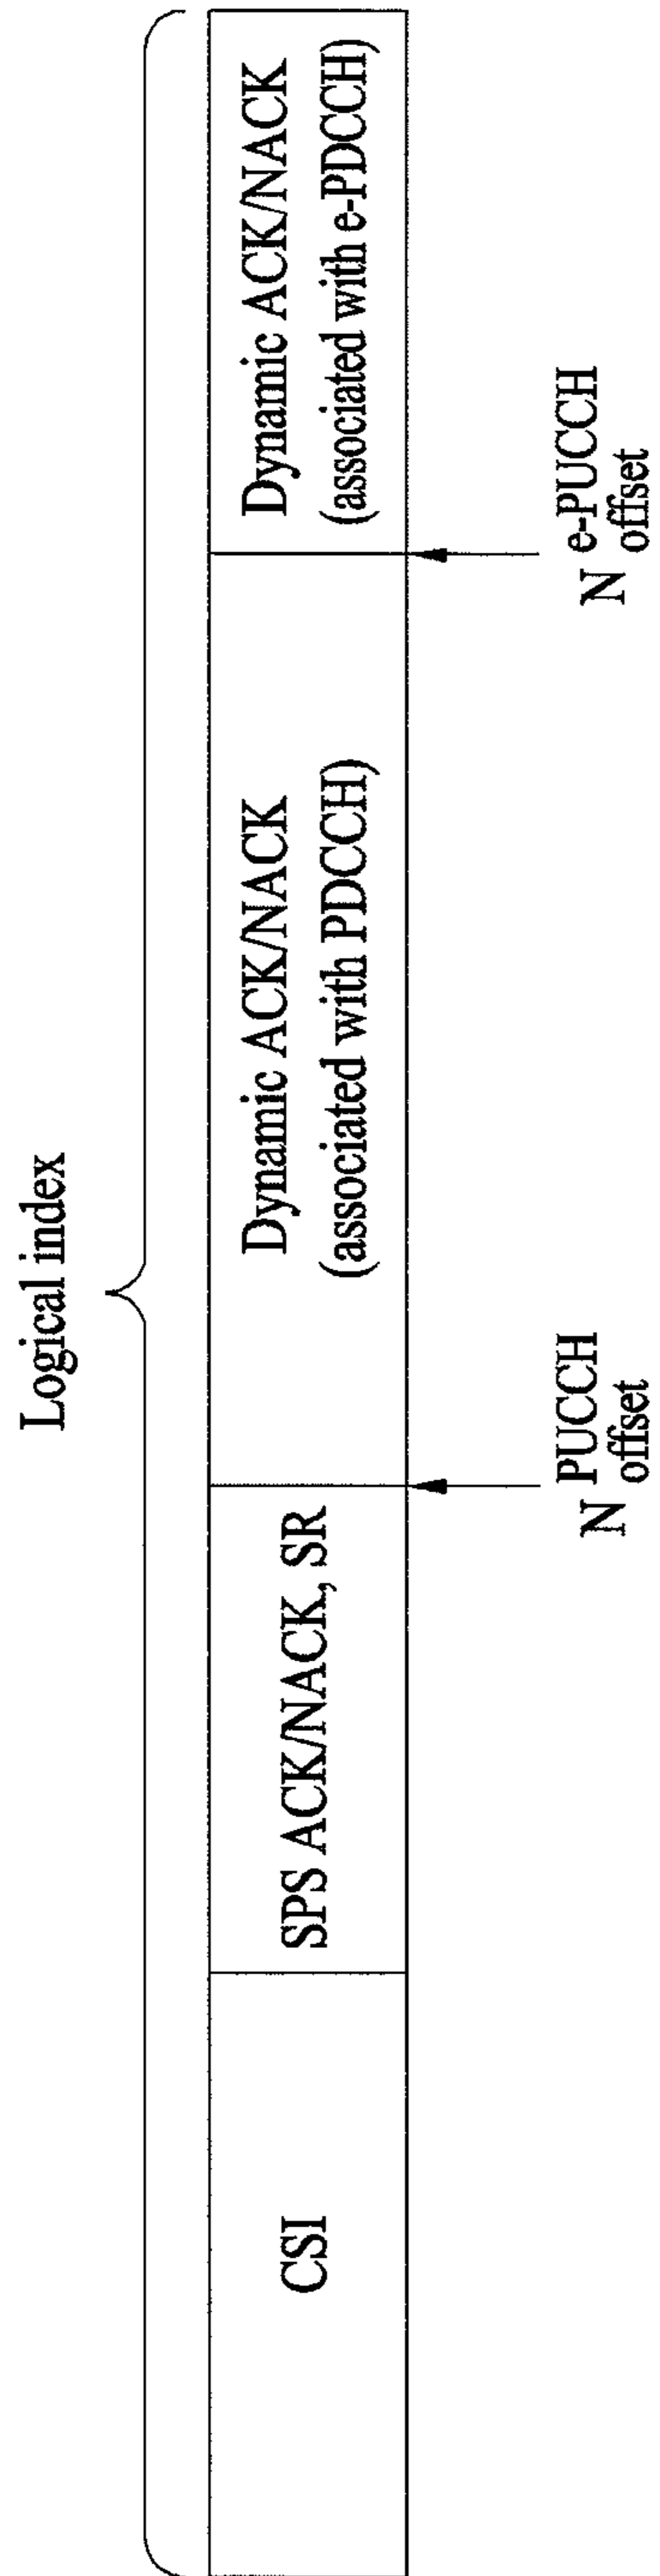 Logical index
CSI
SPS ACK/NACK, SR
Dynamic ACK/NACK
(associated with PDCCH)
Dynamic ACK/NACK
(associated with e-PDCCH)
N PUCCH
offset
N e-PUCCH
offset